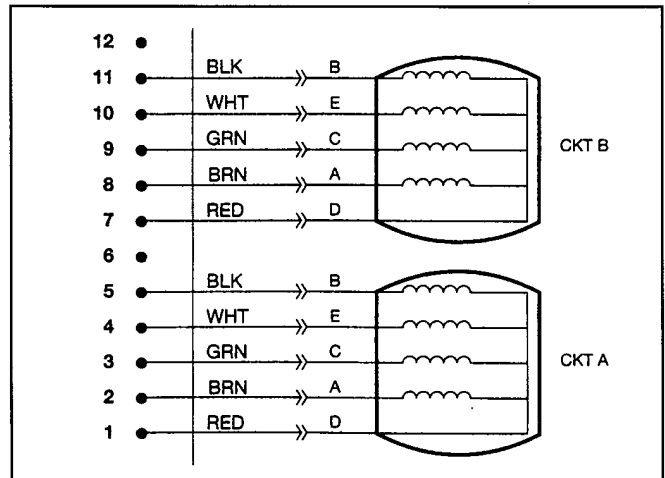 12
11 BLK B
10 WHT E
9 GRN C CKT B
8 BRN A
7 RED D
6
5 BLK B
4 WHT E
3 GRN C CKT A
2 BRN A
1 RED D